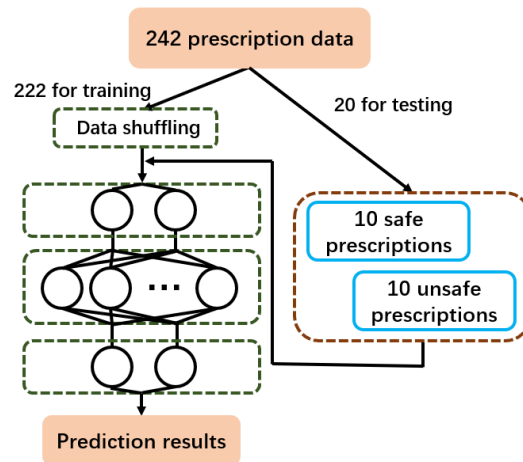 242 prescription data
222 for training
20 for testing
Data shuffling
10 safe
prescriptions
10 unsafe
prescriptions
Prediction results